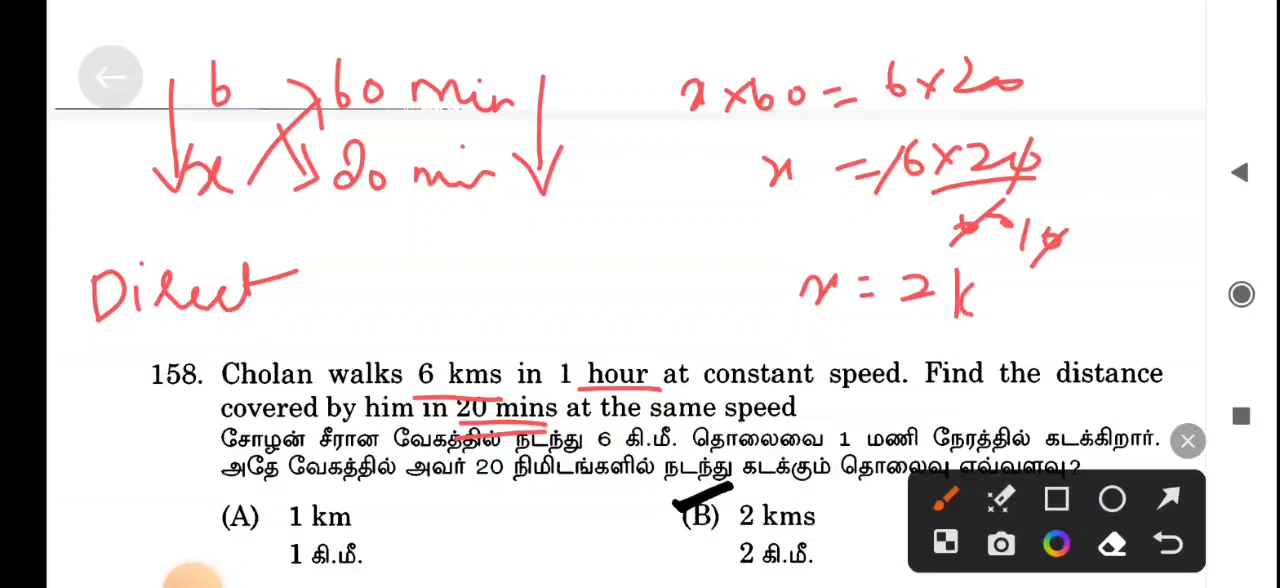 6 60 min
x 20 min
x × 60 = 6 × 20
x = 6 × 20
10
Direct
x = 2 k
158. Cholan walks 6 kms in 1 hour at constant speed. Find the distance
covered by him in 20 mins at the same speed
சோழன் சீரான வேகத்தில் நடந்து 6 கி.மீ. தொலைவை 1 மணி நேரத்தில் கடக்கிறார்.
அதே வேகத்தில் அவர் 20 நிமிடங்களில் நடந்து கடக்கும் தொலைவு எவ்வளவு?
(A) 1 km (B) 2 kms
1 கி.மீ. 2 கி.மீ.